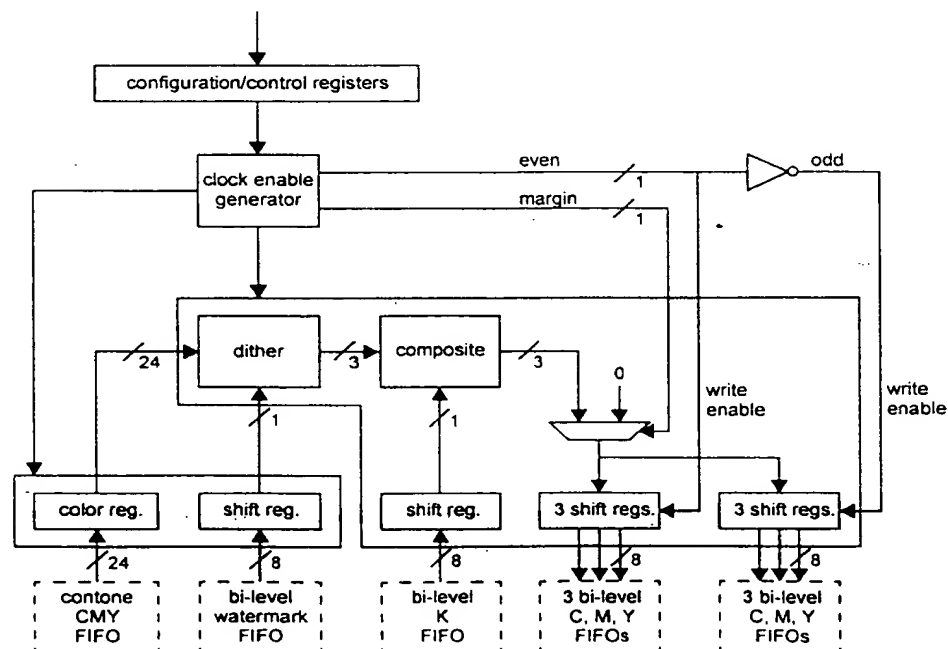 configuration/control registers
clock enable
generator
even
1
odd
margin
1
dither
composite
24
3
3
0
write
enable
write
enable
1
1
color reg.
shift reg.
shift reg.
3 shift regs.
3 shift regs.
24
8
8
8
8
contone
CMY
FIFO
bi-level
watermark
FIFO
bi-level
K
FIFO
3 bi-level
C, M, Y
FIFOs
3 bi-level
C, M, Y
FIFOs